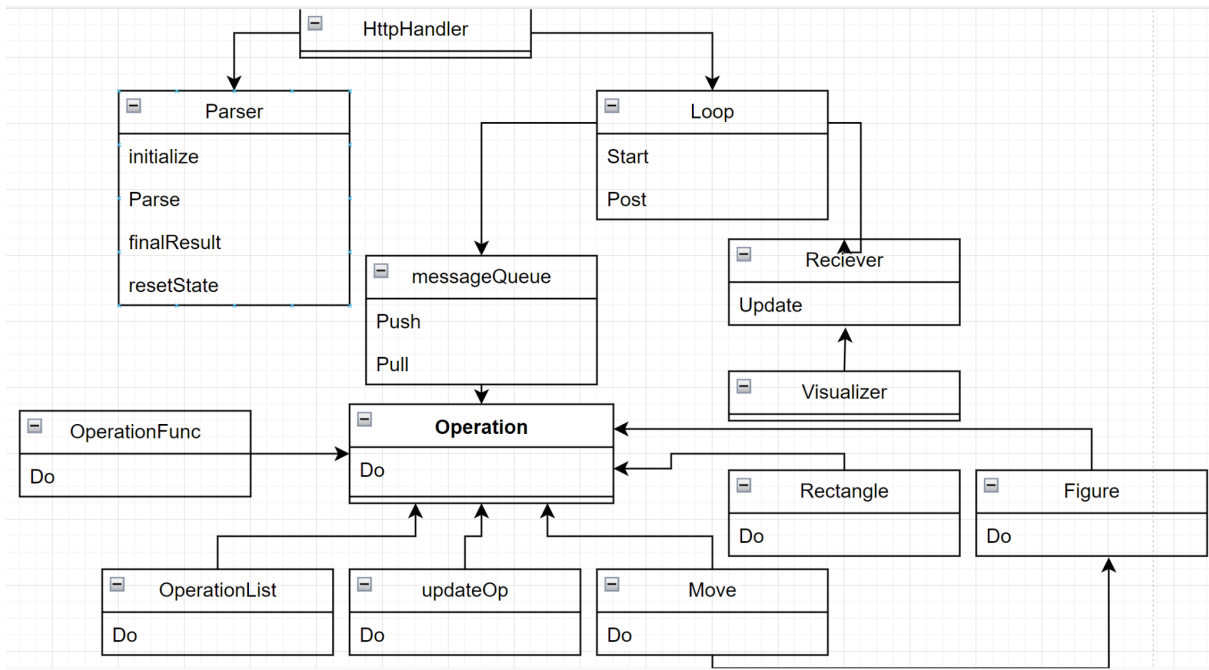 HttpHandler
Parser
initialize
Parse
finalResult
resetState
Loop
Start
Post
messageQueue
Push
Pull
Reciever
Update
Visualizer
OperationFunc
Do
Operation
Do
Rectangle
Do
Figure
Do
OperationList
Do
updateOp
Do
Move
Do